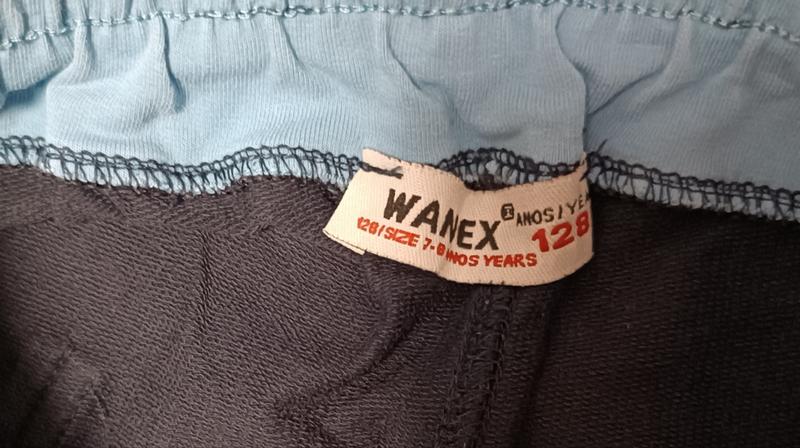 WANEX
ANOS/YEA
128/SIZE 7-8 ANOS YEARS
128